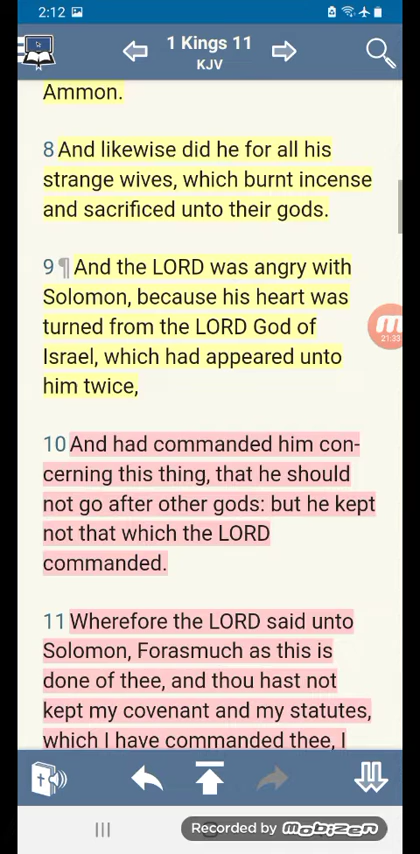 2:12
1 Kings 11
KJV
Ammon.
8 And likewise did he for all his
strange wives, which burnt incense
and sacrificed unto their gods.
9 ¶ And the LORD was angry with
Solomon, because his heart was
turned from the LORD God of
Israel, which had appeared unto
him twice,
10 And had commanded him con-
cerning this thing, that he should
not go after other gods: but he kept
not that which the LORD
commanded.
11 Wherefore the LORD said unto
Solomon, Forasmuch as this is
done of thee, and thou hast not
kept my covenant and my statutes,
which I have commanded thee, I
m
21:33
Recorded by mobizen